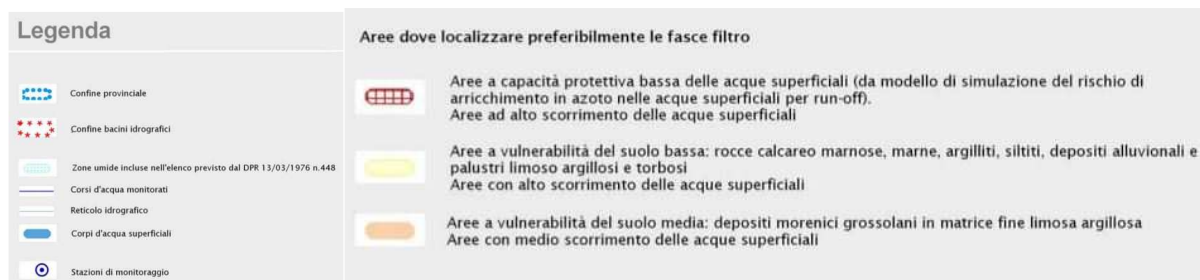 Legenda
Confine provinciale
Confine bacini idrografici
Zone umide incluse nell'elenco previsto dal DPR 13/03/1976 n.448
Corsi d'acqua monitorati
Reticolo idrografico
Corpi d'acqua superficiali
Stazioni di monitoraggio
Aree dove localizzare preferibilmente le fasce filtro
Aree a capacità protettiva bassa delle acque superficiali (da modello di simulazione del rischio di
arricchimento in azoto nelle acque superficiali per run-off).
Aree ad alto scorrimento delle acque superficiali
Aree a vulnerabilità del suolo bassa: rocce calcareo marnose, marne, argilliti, siltiti, depositi alluvionali e
palustri limoso argillosi e torbosi
Aree con alto scorrimento delle acque superficiali
Aree a vulnerabilità del suolo media: depositi morenici grossolani in matrice fine limosa argillosa
Aree con medio scorrimento delle acque superficiali